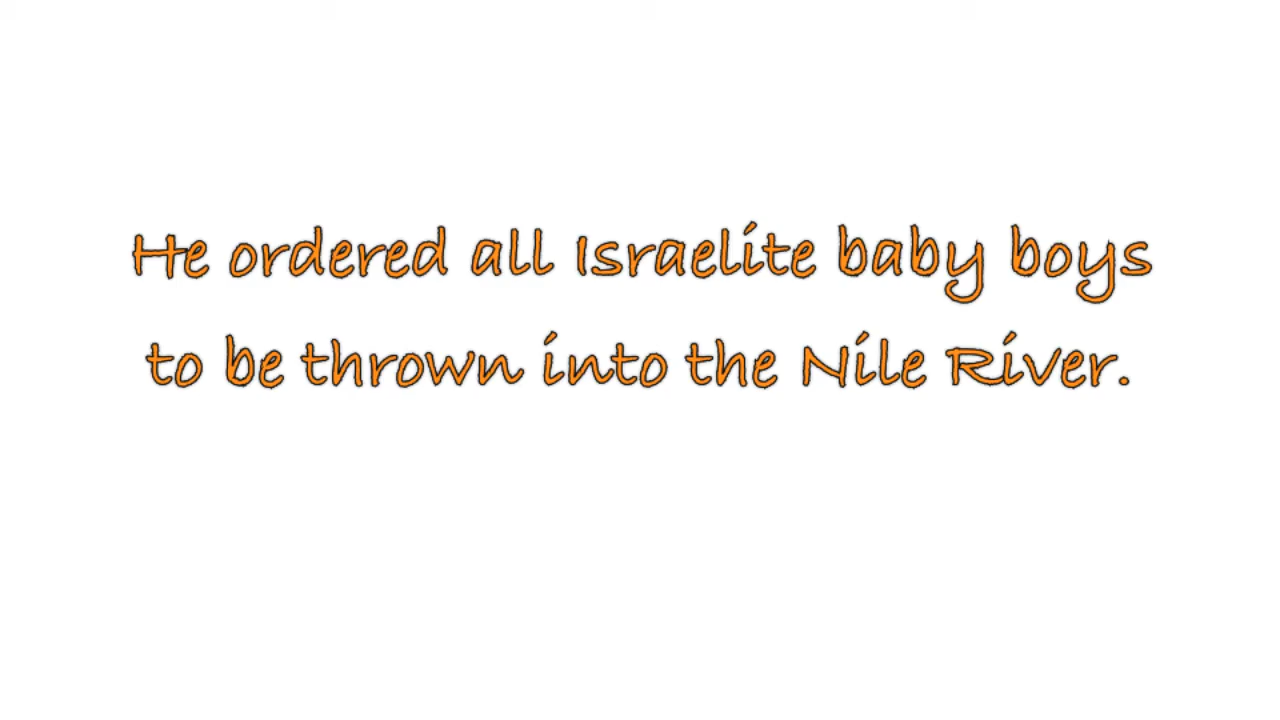 He ordered all Israelite baby boys
to be thrown into the Nile River.